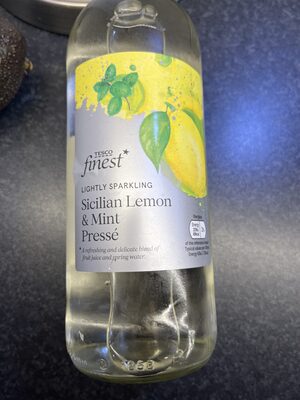 TESCO
finest*
LIGHTLY SPARKLING
Sicilian Lemon
& Mint
Pressé
*A refreshing and delicate blend of
fruit juice and spring water.